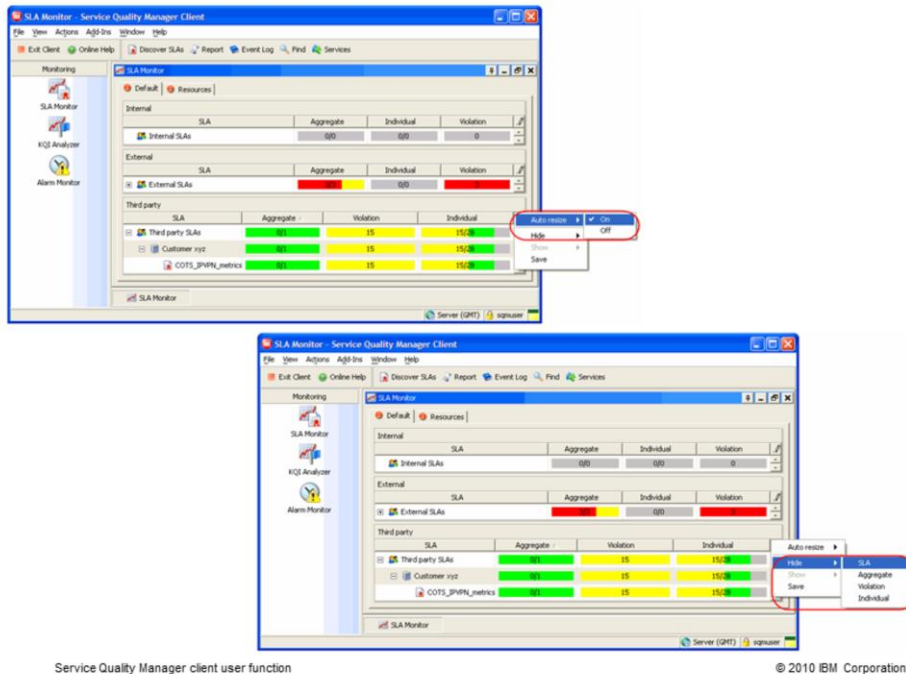 SLA Monitor - Service Quality Manager Client
File View Actions Add-Ins Window Help
Exit Client Online Help Discover SLAs Report Event Log Find Services
Monitoring
SLA Monitor
KQI Analyzer
Alarm Monitor
SLA Monitor
Default Resources
Internal
SLA Aggregate Individual Violation
Internal SLAs 0/0 0/0 0
External
SLA Aggregate Individual Violation
External SLAs 0/0
Third party
SLA Aggregate Violation Individual
Third party SLAs 0/1 15 15/28
Customer xyz 0/1 15 15/28
COTS_IPVPN_metrics 0/1 15 15/28
Auto resize On
Off
Hide
Show
Save
SLA Monitor
Server (GMT) sqmuser
SLA Monitor - Service Quality Manager Client
File View Actions Add-Ins Window Help
Exit Client Online Help Discover SLAs Report Event Log Find Services
Monitoring
SLA Monitor
KQI Analyzer
Alarm Monitor
SLA Monitor
Default Resources
Internal
SLA Aggregate Individual Violation
Internal SLAs 0/0 0/0 0
External
SLA Aggregate Individual Violation
External SLAs 0/0
Third party
SLA Aggregate Violation Individual
Third party SLAs 0/1 15 15/28
Customer xyz 0/1 15 15/28
COTS_IPVPN_metrics 0/1 15 15/28
Auto resize
Hide SLA
Show Aggregate
Save Violation
Individual
SLA Monitor
Server (GMT) sqmuser
Service Quality Manager client user function
© 2010 IBM Corporation